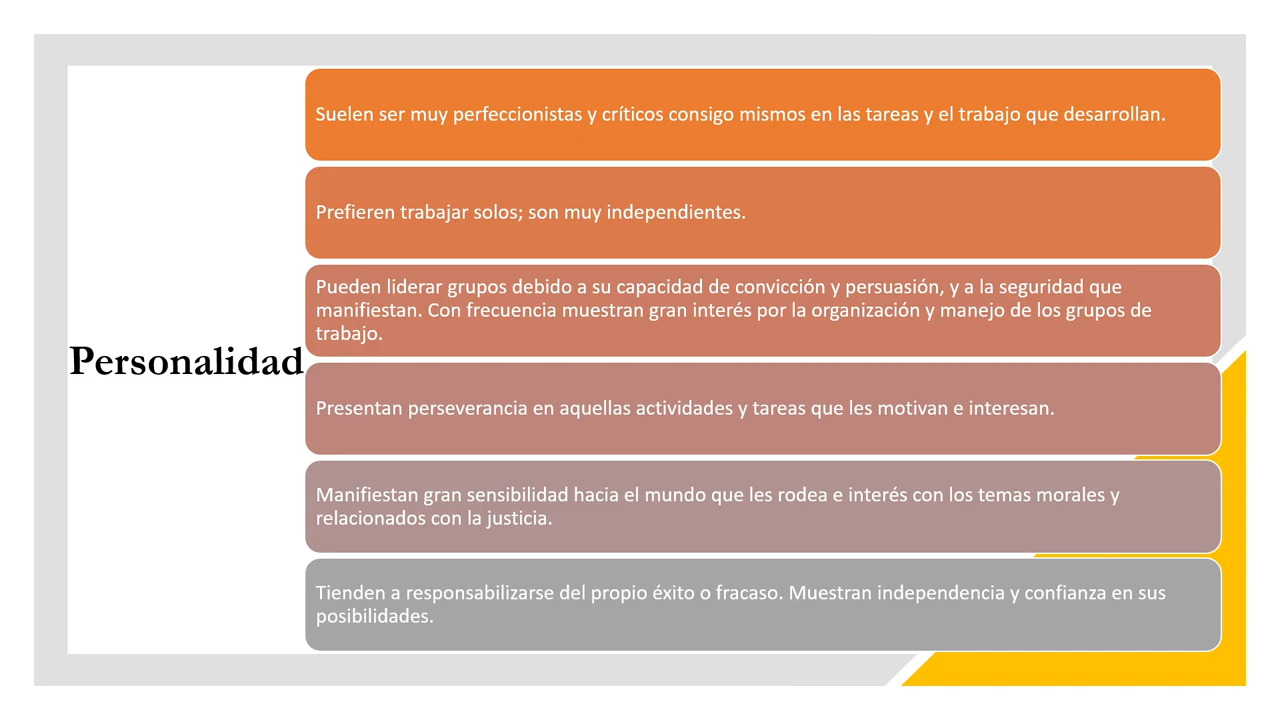 Personalidad
Suelen ser muy perfeccionistas y críticos consigo mismos en las tareas y el trabajo que desarrollan.
Prefieren trabajar solos; son muy independientes.
Pueden liderar grupos debido a su capacidad de convicción y persuasión, y a la seguridad que
manifiestan. Con frecuencia muestran gran interés por la organización y manejo de los grupos de
trabajo.
Presentan perseverancia en aquellas actividades y tareas que les motivan e interesan.
Manifiestan gran sensibilidad hacia el mundo que les rodea e interés con los temas morales y
relacionados con la justicia.
Tienden a responsabilizarse del propio éxito o fracaso. Muestran independencia y confianza en sus
posibilidades.